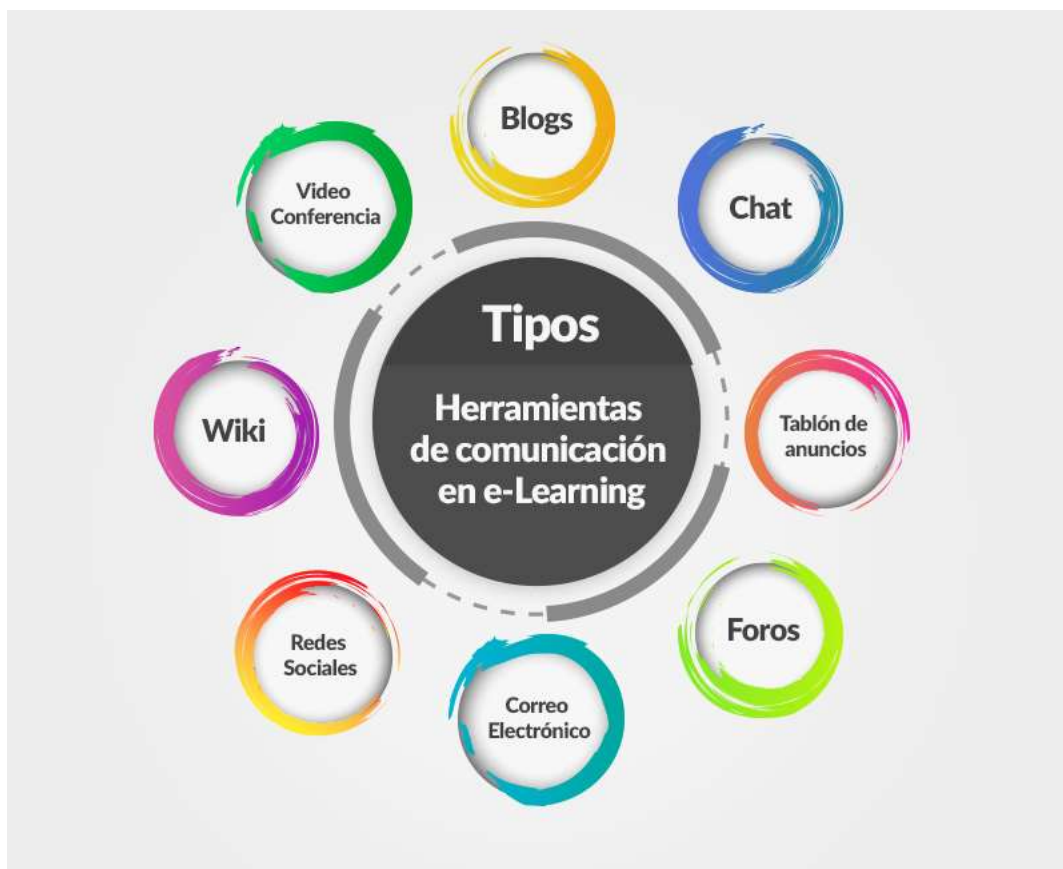 Tipos
Herramientas
de comunicación
en e-Learning
Blogs
Chat
Tablón de
anuncios
Foros
Correo
Electrónico
Redes
Sociales
Wiki
Video
Conferencia